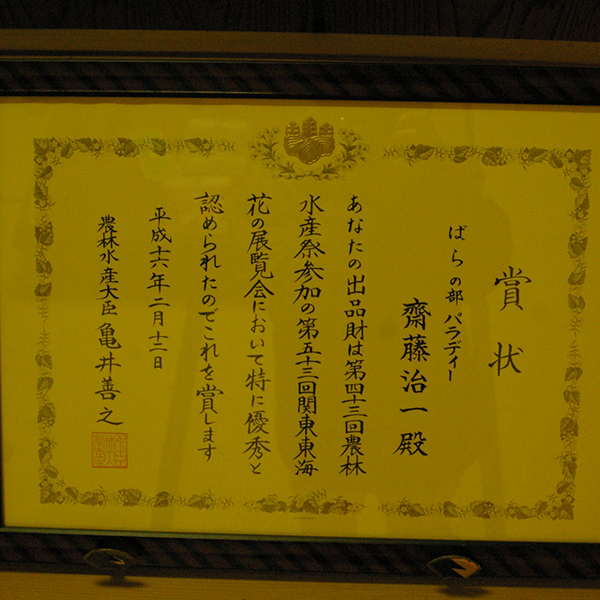 賞状
ばらの部 パラディー
齋藤治一殿
あなたの出品財は第四十三回農林
水産祭参加の第五十三回関東東海
花の展覧会において特に優秀と
認められたのでこれを賞します
平成十六年二月十三日
農林水産大臣 亀井善之